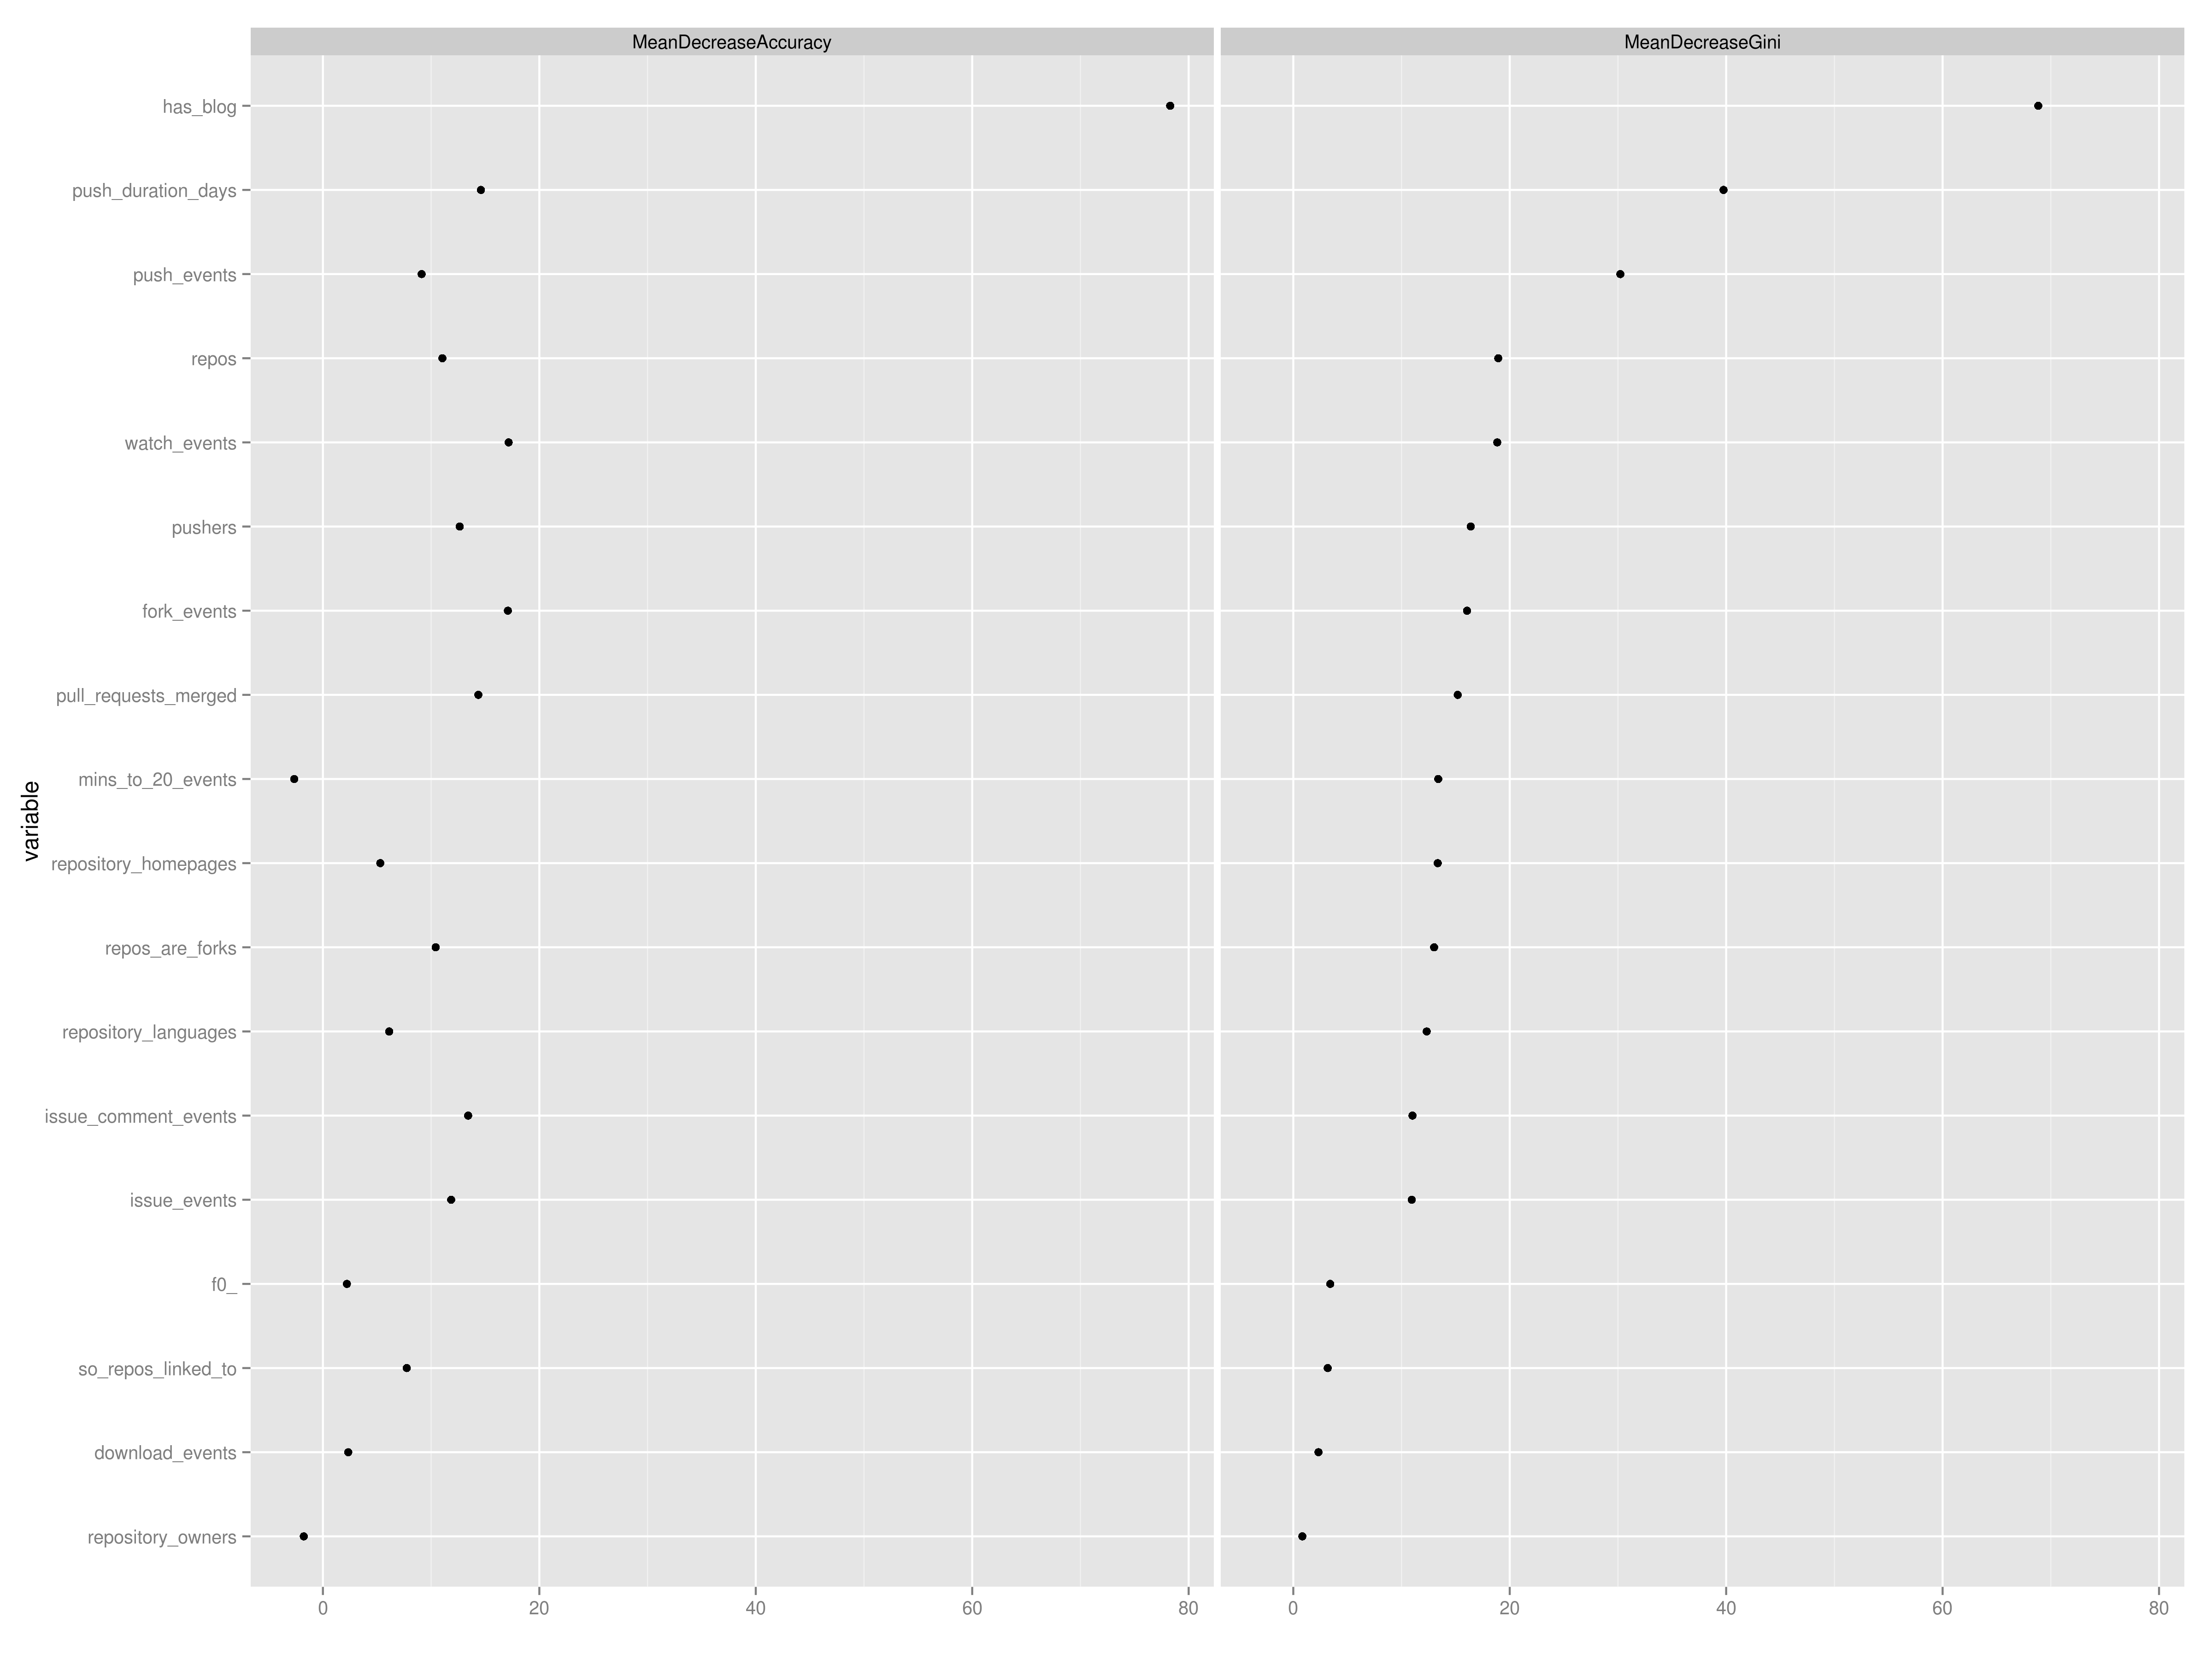 MeanDecreaseAccuracy
MeanDecreaseGini
has_blog
push_duration_days
push_events
repos
watch_events
pushers
fork_events
pull_requests_merged
mins_to_20_events
repository_homepages
repos_are_forks
repository_languages
issue_comment_events
issue_events
f0_
so_repos_linked_to
download_events
repository_owners
variable
0 20 40 60 80
0 20 40 60 80